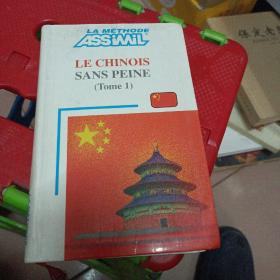 LA MÉTHODE
ASSiMiL
LE CHINOIS
SANS PEINE
(Tome 1)